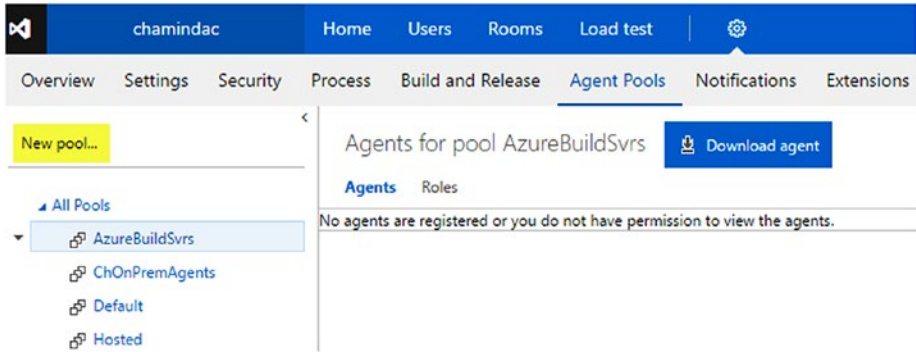 chamindac Home Users Rooms Load test
Overview Settings Security Process Build and Release Agent Pools Notifications Extensions
New pool...
Agents for pool AzureBuildSvrs Download agent
Agents Roles
No agents are registered or you do not have permission to view the agents.
All Pools
AzureBuildSvrs
ChOnPremAgents
Default
Hosted